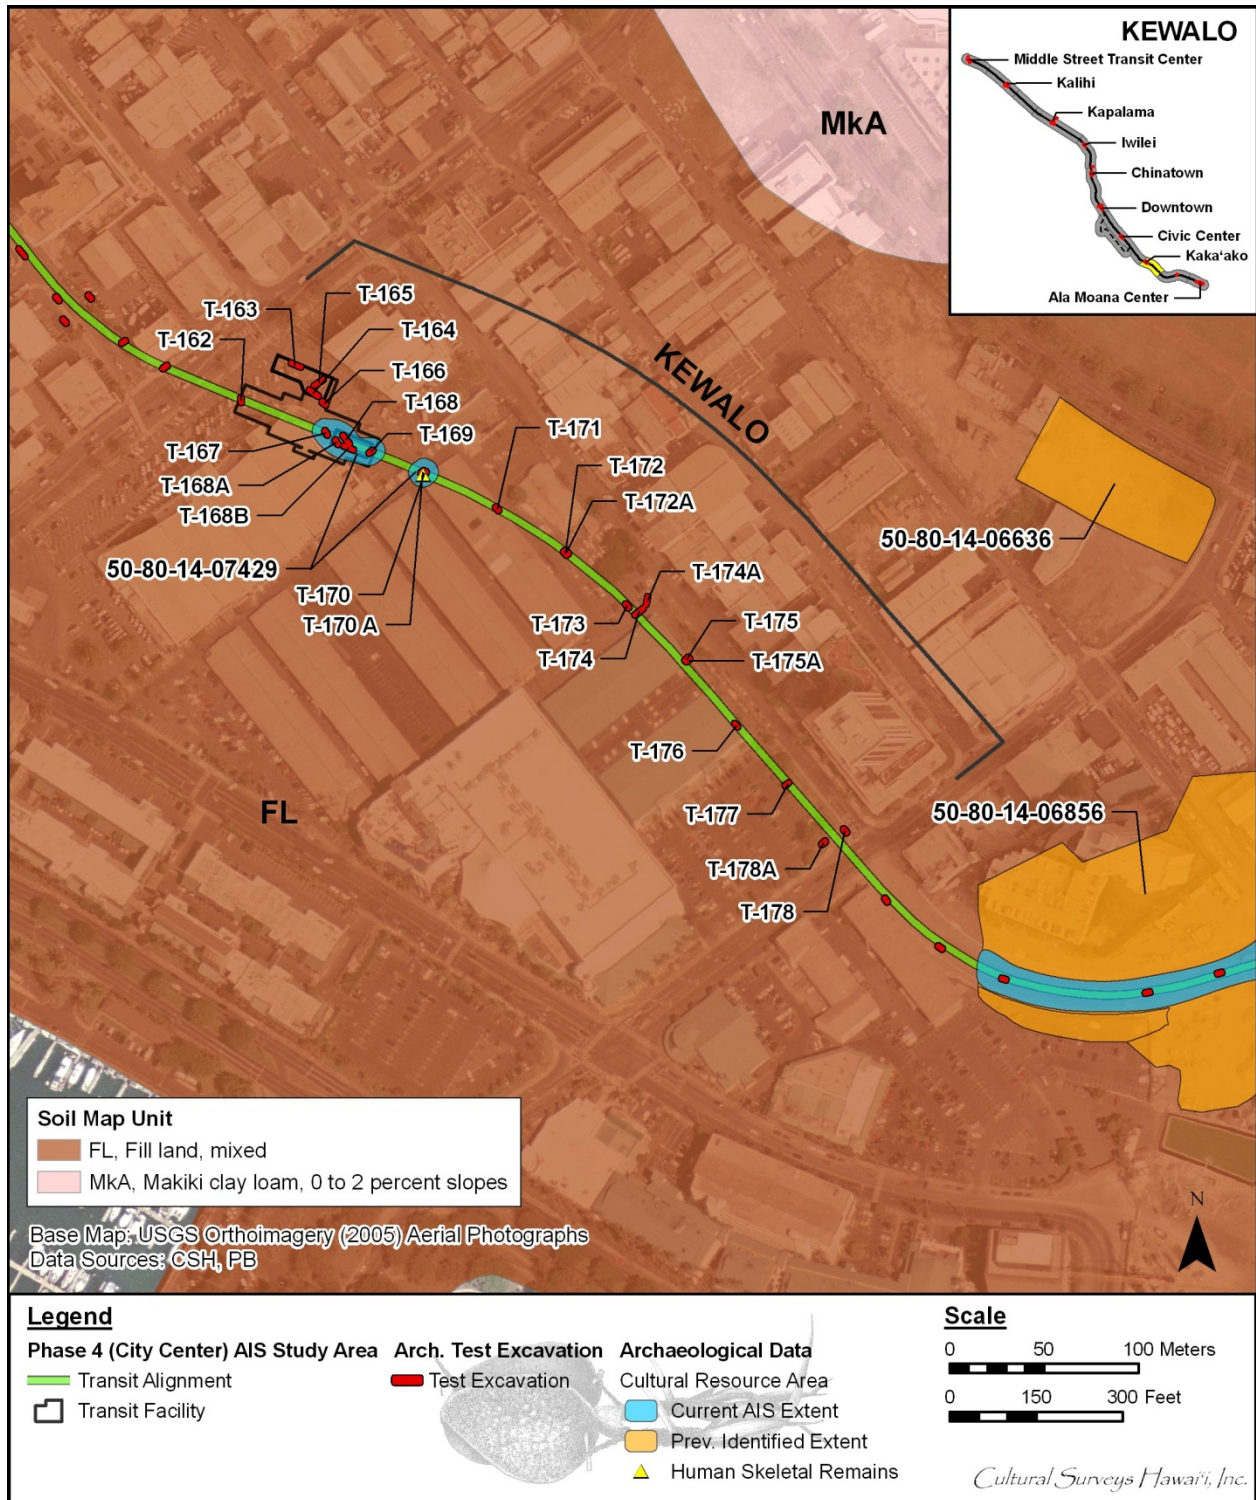 KEWALO
Middle Street Transit Center
Kalihi
Kapalama
Iwilei
Chinatown
Downtown
Civic Center
Kaka‘ako
Ala Moana Center
MkA
T-165
T-163
T-164
T-162
T-166
T-168
KEWALO
T-169
T-171
T-167
T-172
T-168A
T-172A
T-168B
50-80-14-06636
50-80-14-07429
T-174A
T-170
T-173
T-175
T-170 A
T-174
T-175A
T-176
FL
T-177
50-80-14-06856
T-178A
T-178
Soil Map Unit
FL, Fill land, mixed
MkA, Makiki clay loam, 0 to 2 percent slopes
Base Map: USGS Orthoimagery (2005) Aerial Photographs
Data Sources: CSH, PB
N
Legend
Phase 4 (City Center) AIS Study Area
Transit Alignment
Transit Facility
Arch. Test Excavation
Test Excavation
Archaeological Data
Cultural Resource Area
Current AIS Extent
Prev. Identified Extent
Human Skeletal Remains
Scale
0 50 100 Meters
0 150 300 Feet
Cultural Surveys Hawai‘i, Inc.